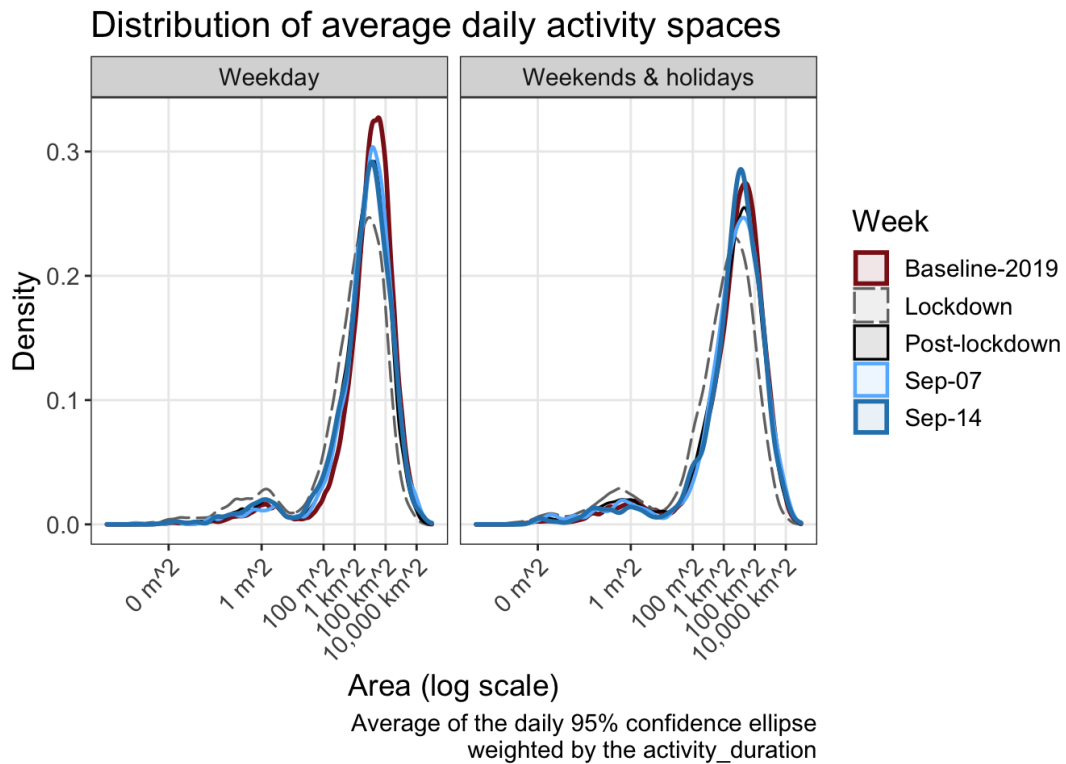 Distribution of average daily activity spaces
Weekday
Weekends & holidays
Density
0.3
0.2
0.1
0.0
0 m^2
1 m^2
100 m^2
1 km^2
100 km^2
10,000 km^2
0 m^2
1 m^2
100 m^2
1 km^2
100 km^2
10,000 km^2
Area (log scale)
Average of the daily 95% confidence ellipse
weighted by the activity_duration
Week
Baseline-2019
Lockdown
Post-lockdown
Sep-07
Sep-14